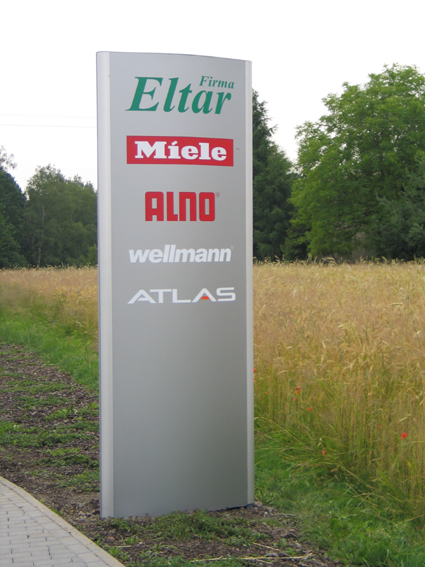 Firma
Eltar
Miele
ALNO
wellmann
ATLAS